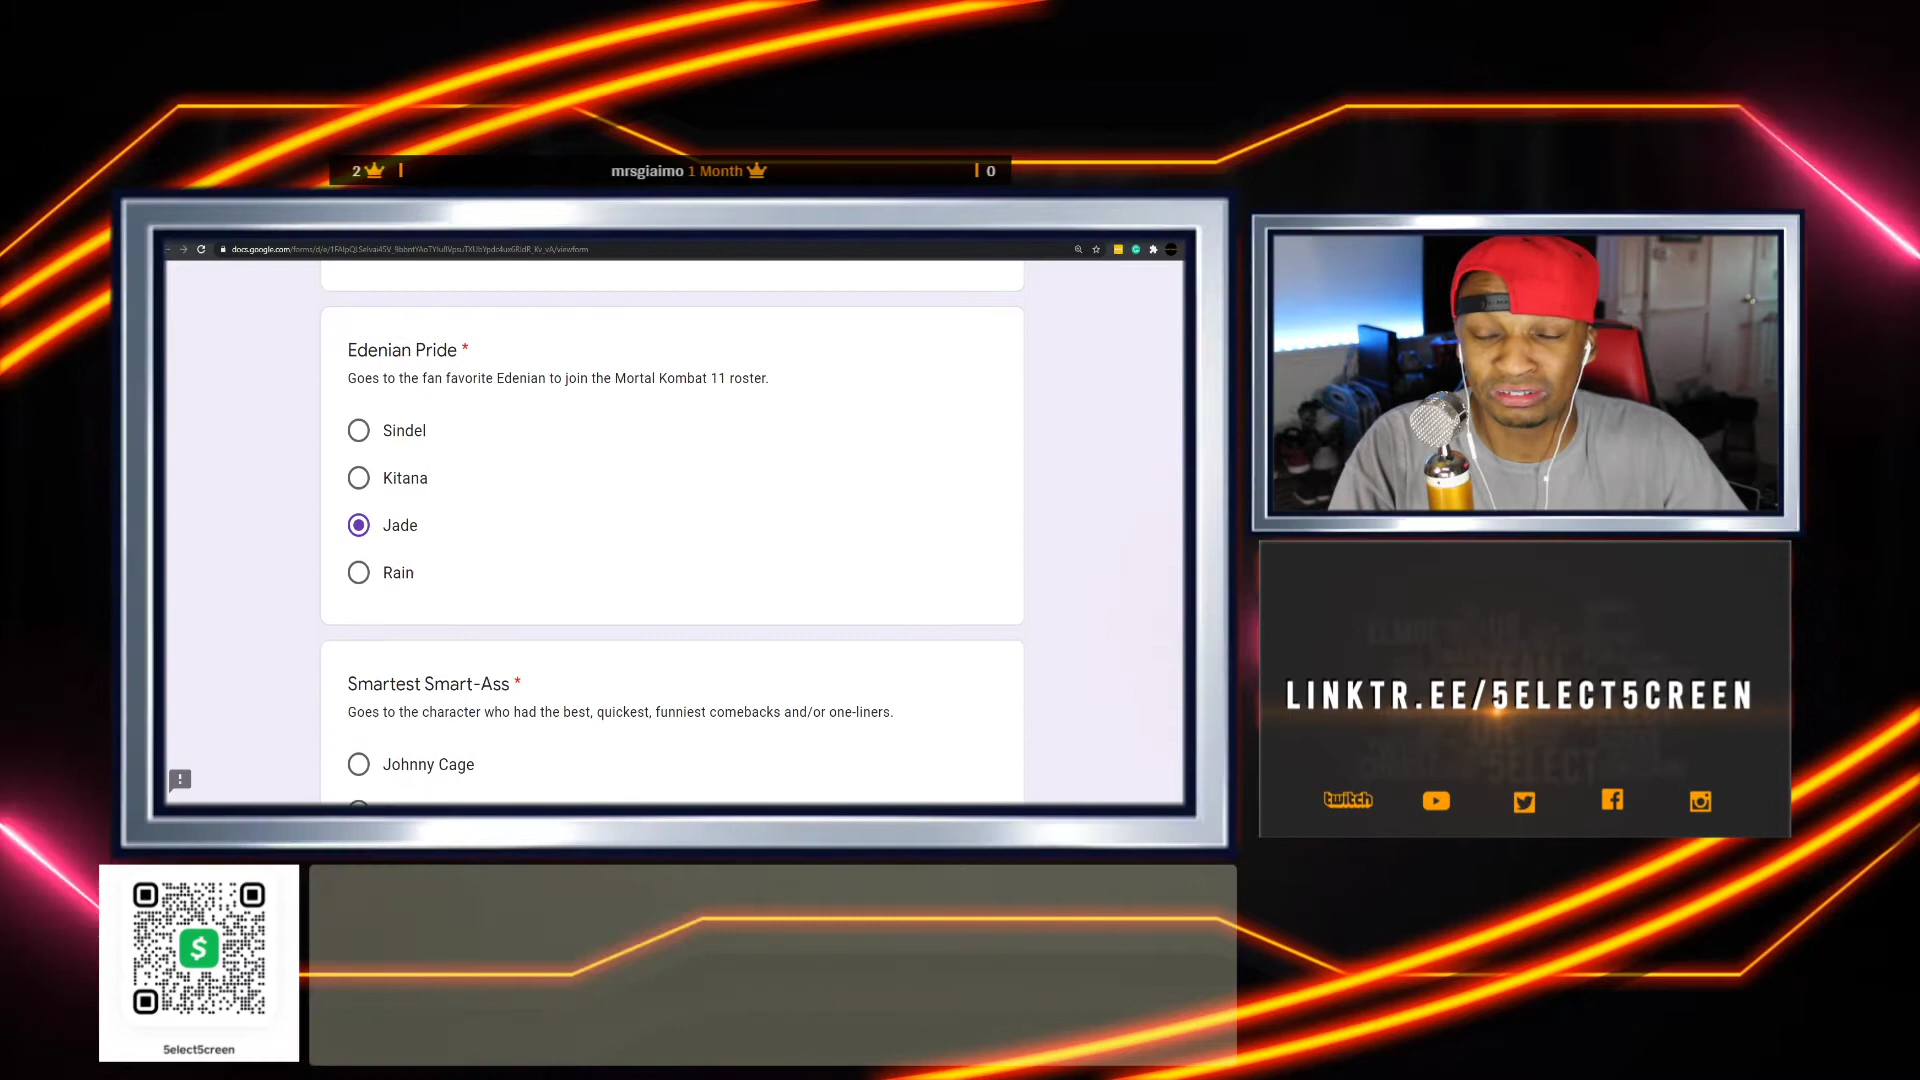 2
mrsgiaimo 1 Month
0
Edenian Pride *
Goes to the fan favorite Edenian to join the Mortal Kombat 11 roster.
Sindel
Kitana
Jade
Rain
Smartest Smart-Ass *
Goes to the character who had the best, quickest, funniest comebacks and/or one-liners.
Johnny Cage
LINKTR.EE/5ELECT5CREEN
twitch
$
5elect5creen